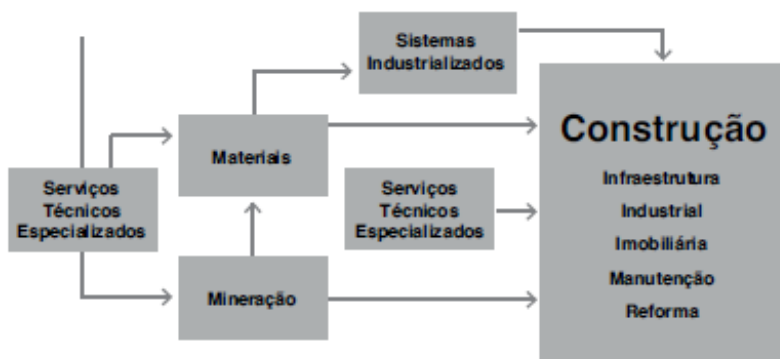 Sistemas
Industrializados
Construção
Materiais
Infraestrutura
Serviços
Técnicos
Especializados
Serviços
Técnicos
Especializados
Industrial
Imobiliária
Mineração
Manutenção
Reforma